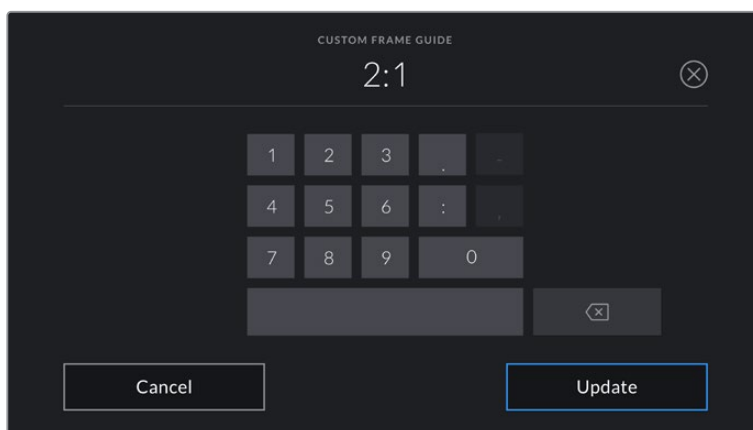 CUSTOM FRAME GUIDE
2:1
1 2 3 .
4 5 6 : ,
7 8 9 0
Cancel Update